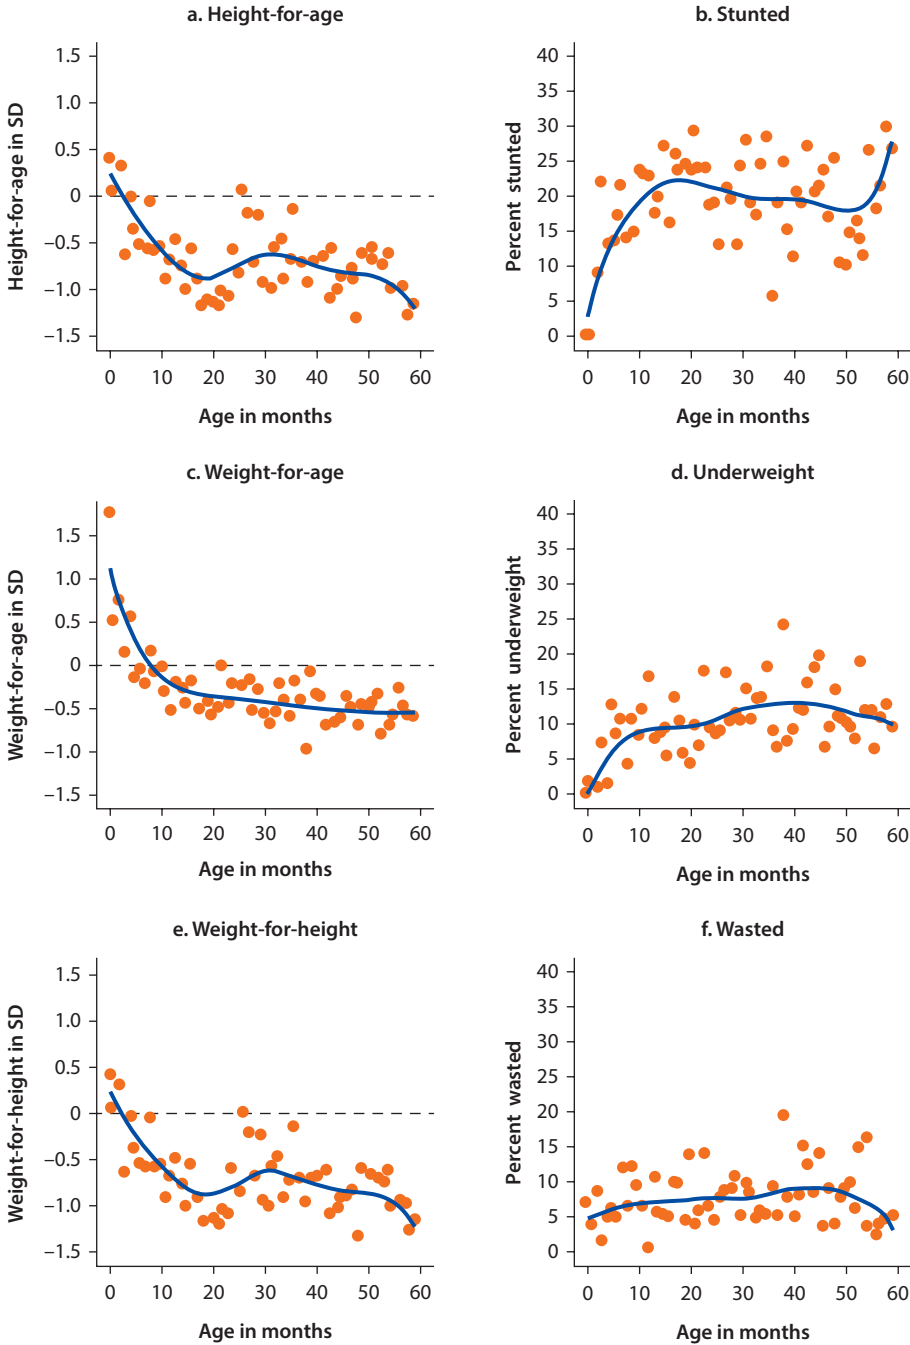 a. Height-for-age
1.5
1.0
0.5
0
–0.5
–1.0
–1.5
Height-for-age in SD
0 10 20 30 40 50 60
Age in months
b. Stunted
40
35
30
25
20
15
10
5
0
Percent stunted
0 10 20 30 40 50 60
Age in months
c. Weight-for-age
1.5
1.0
0.5
0
–0.5
–1.0
–1.5
Weight-for-age in SD
0 10 20 30 40 50 60
Age in months
d. Underweight
40
35
30
25
20
15
10
5
0
Percent underweight
0 10 20 30 40 50 60
Age in months
e. Weight-for-height
1.5
1.0
0.5
0
–0.5
–1.0
–1.5
Weight-for-height in SD
0 10 20 30 40 50 60
Age in months
f. Wasted
40
35
30
25
20
15
10
5
0
Percent wasted
0 10 20 30 40 50 60
Age in months